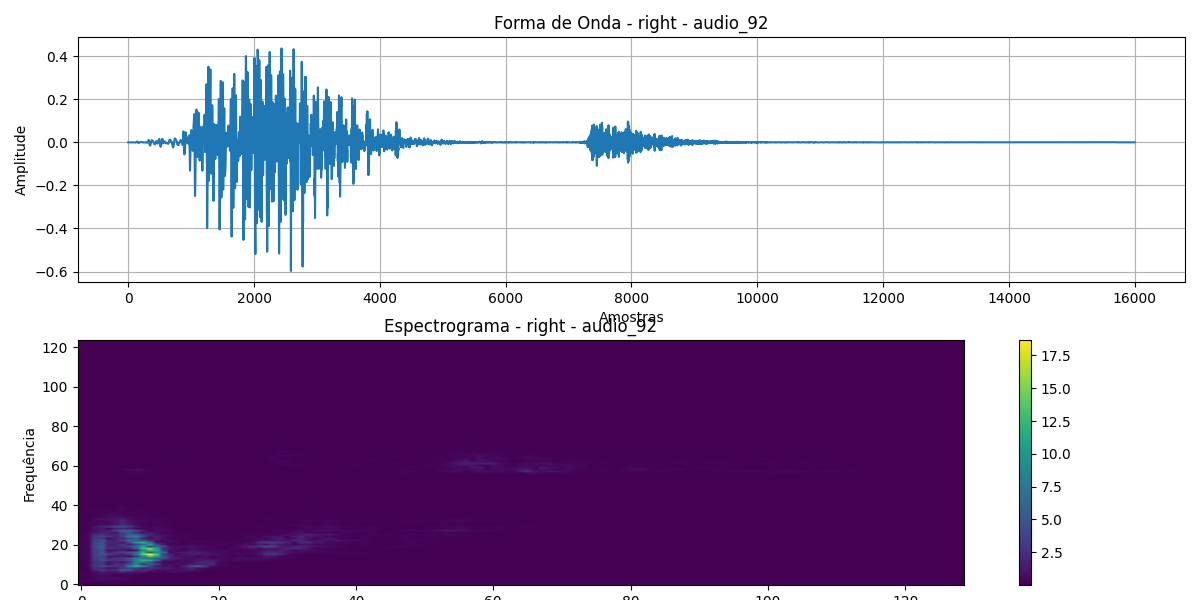 Forma de Onda - right - audio_92
Amplitude
0.4
0.2
0.0
−0.2
−0.4
−0.6
0 2000 4000 6000 8000 10000 12000 14000 16000
Amostras
Espectrograma - right - audio_92
Frequência
120
100
80
60
40
20
0
0 20 40 60 80 100 120
17.5
15.0
12.5
10.0
7.5
5.0
2.5